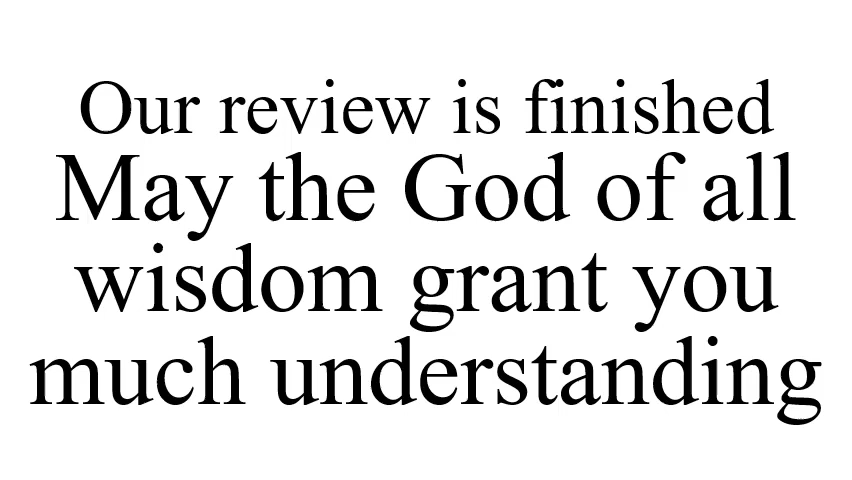 Our review is finished
May the God of all
wisdom grant you
much understanding